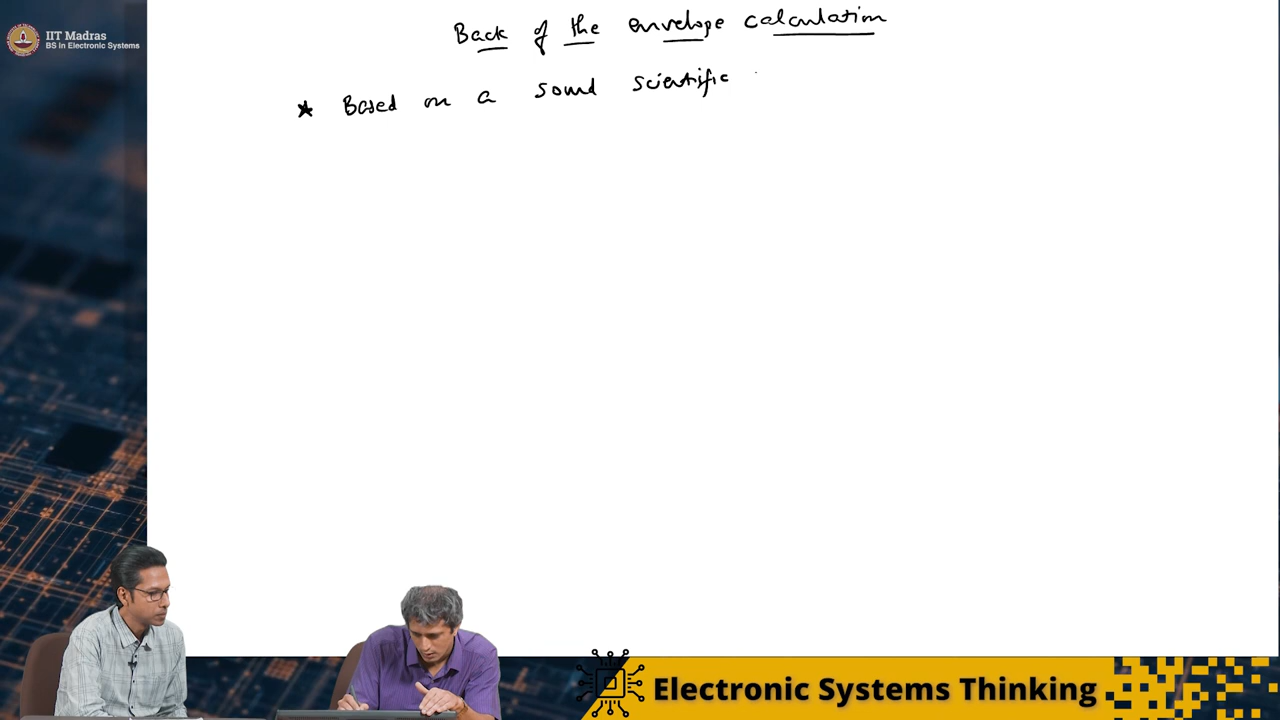 IIT Madras
BS in Electronic Systems
Back of the envelope calculation
★ Based on a sound scientific
Electronic Systems Thinking